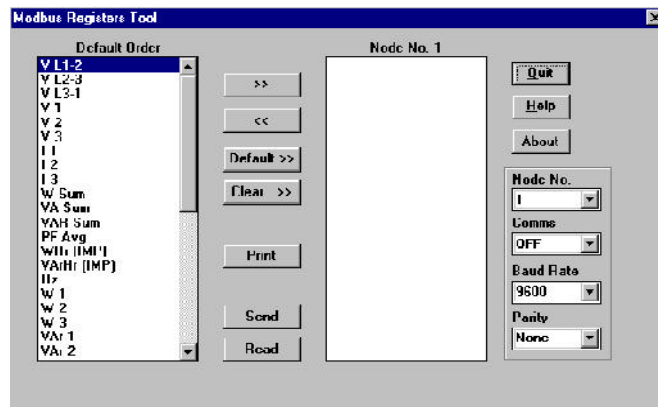 Modbus Registers Tool
Default Order
V L1-2
V L2-3
V L3-1
V 1
V 2
V 3
I 1
I 2
I 3
W Sum
VA Sum
VAR Sum
PF Avg
WHr (IMP)
VArHr (IMP)
Hz
W 1
W 2
W 3
VAr 1
VAr 2
>>
<<
Default >>
Clear >>
Print
Send
Read
Node No. 1
Quit
Help
About
Node No.
1
Comms
OFF
Baud Rate
9600
Parity
None